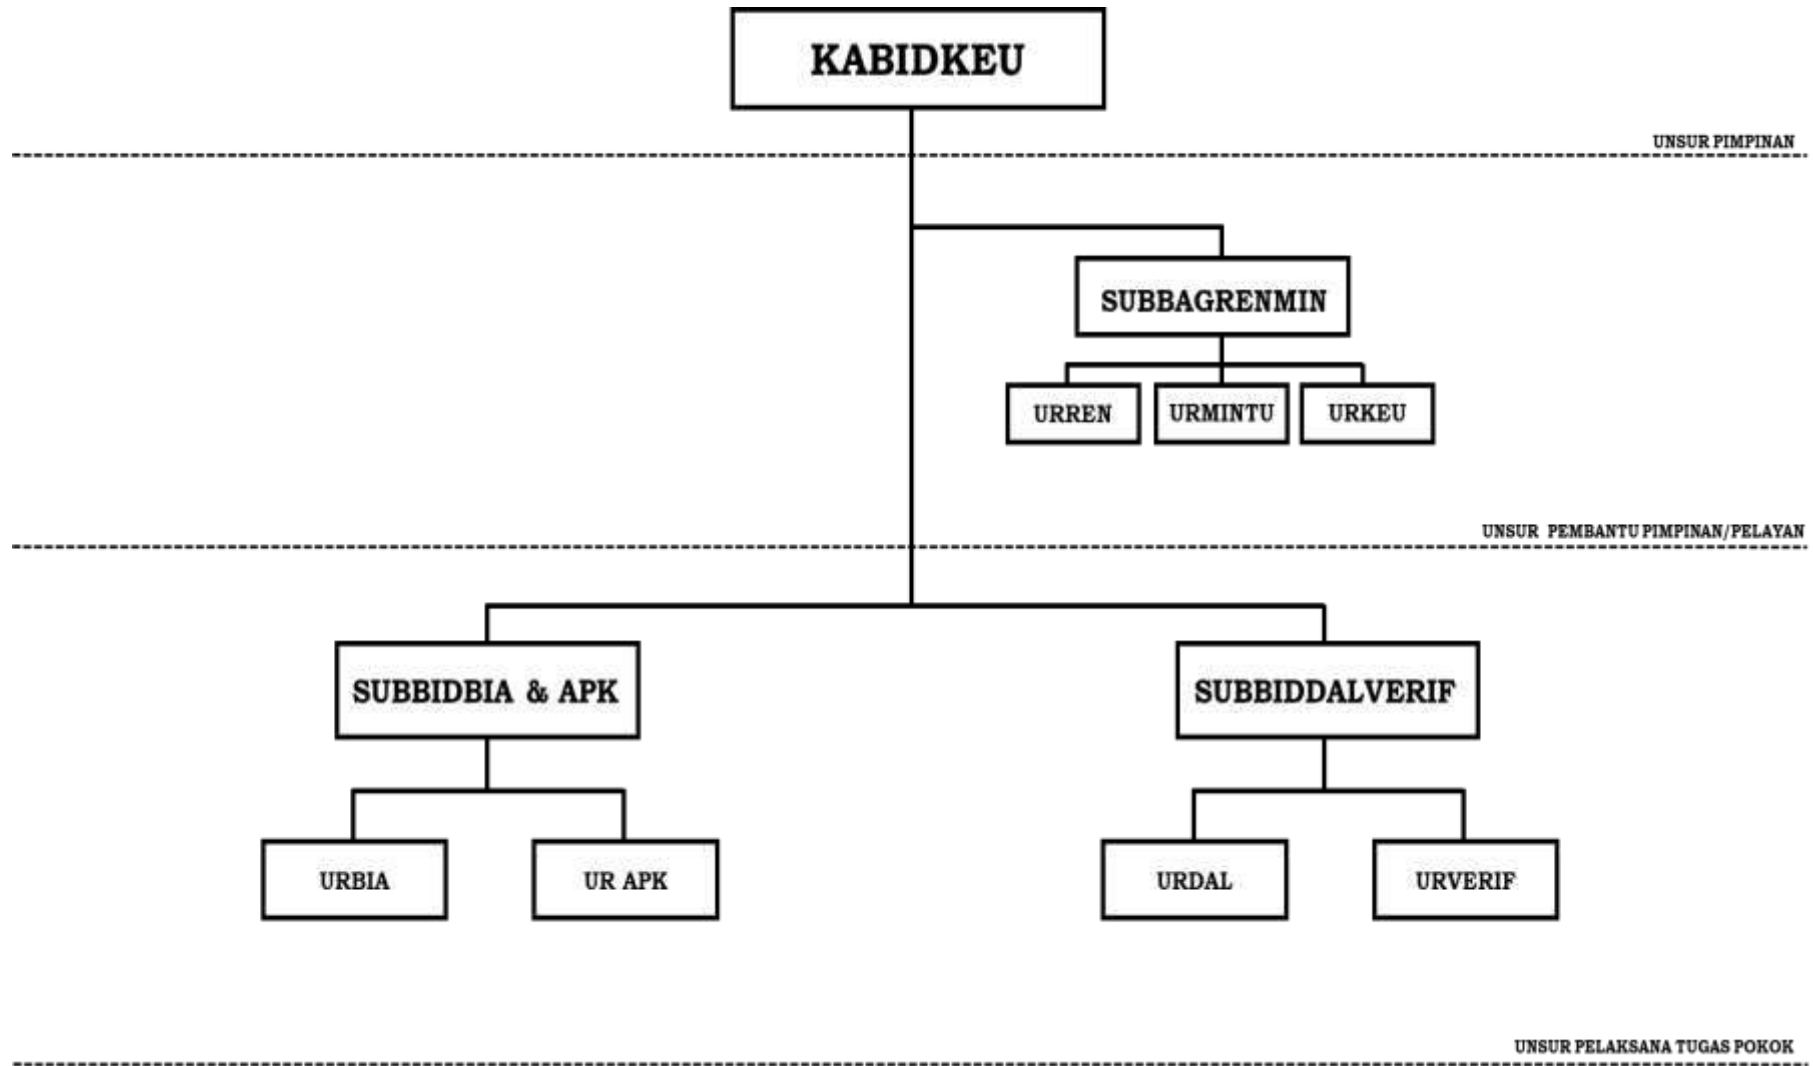 KABIDKEU
UNSUR PIMPINAN
SUBBAGRENMIN
URREN
URMINTU
URKEU
UNSUR PEMBANTU PIMPINAN/PELAYAN
SUBBIDBIA & APK
SUBBIDDALVERIF
URBIA
UR APK
URDAL
URVERIF
UNSUR PELAKSANA TUGAS POKOK